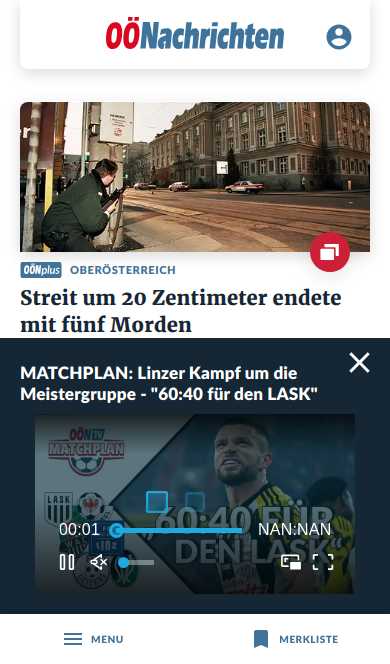 OÖNachrichten
OÖNplus OBERÖSTERREICH
Streit um 20 Zentimeter endete
mit fünf Morden
MATCHPLAN: Linzer Kampf um die
Meistergruppe - "60:40 für den LASK"
OÖN TV
MATCHPLAN
LASK
„60:40 FÜR
DEN LASK“
00:01
NAN:NAN
MENU
MERKLISTE